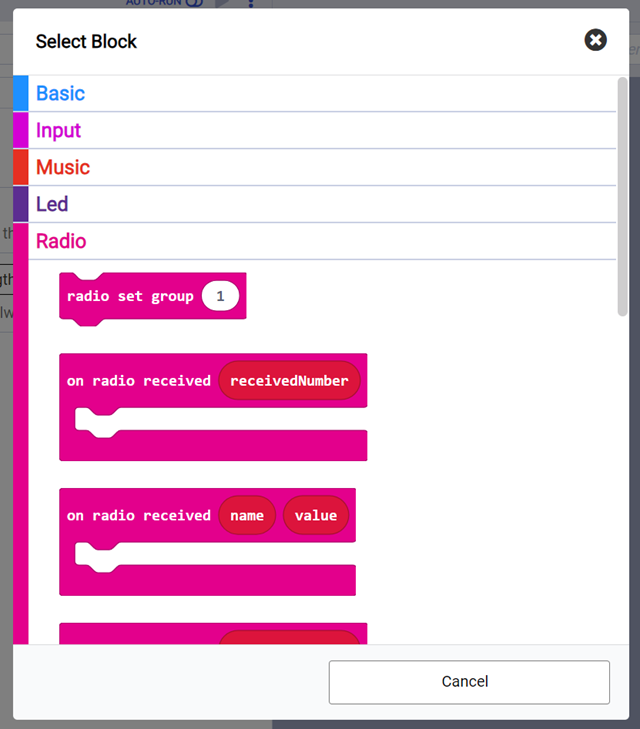 AUTO-RUN
Select Block
Basic
Input
Music
Led
Radio
radio set group 1
on radio received receivedNumber
on radio received name value
Cancel